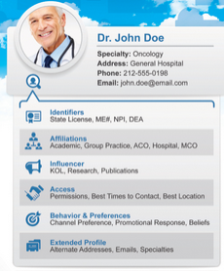 Dr. John Doe
Specialty: Oncology
Address: General Hospital
Phone: 212-555-0198
Email: john.doe@email.com
Identifiers
State License, ME#, NPI, DEA
Affiliations
Academic, Group Practice, ACO, Hospital, MCO
Influencer
KOL, Research, Publications
Access
Permissions, Best Times to Contact, Best Location
Behavior & Preferences
Channel Preference, Promotional Response, Beliefs
Extended Profile
Alternate Addresses, Emails, Specialties